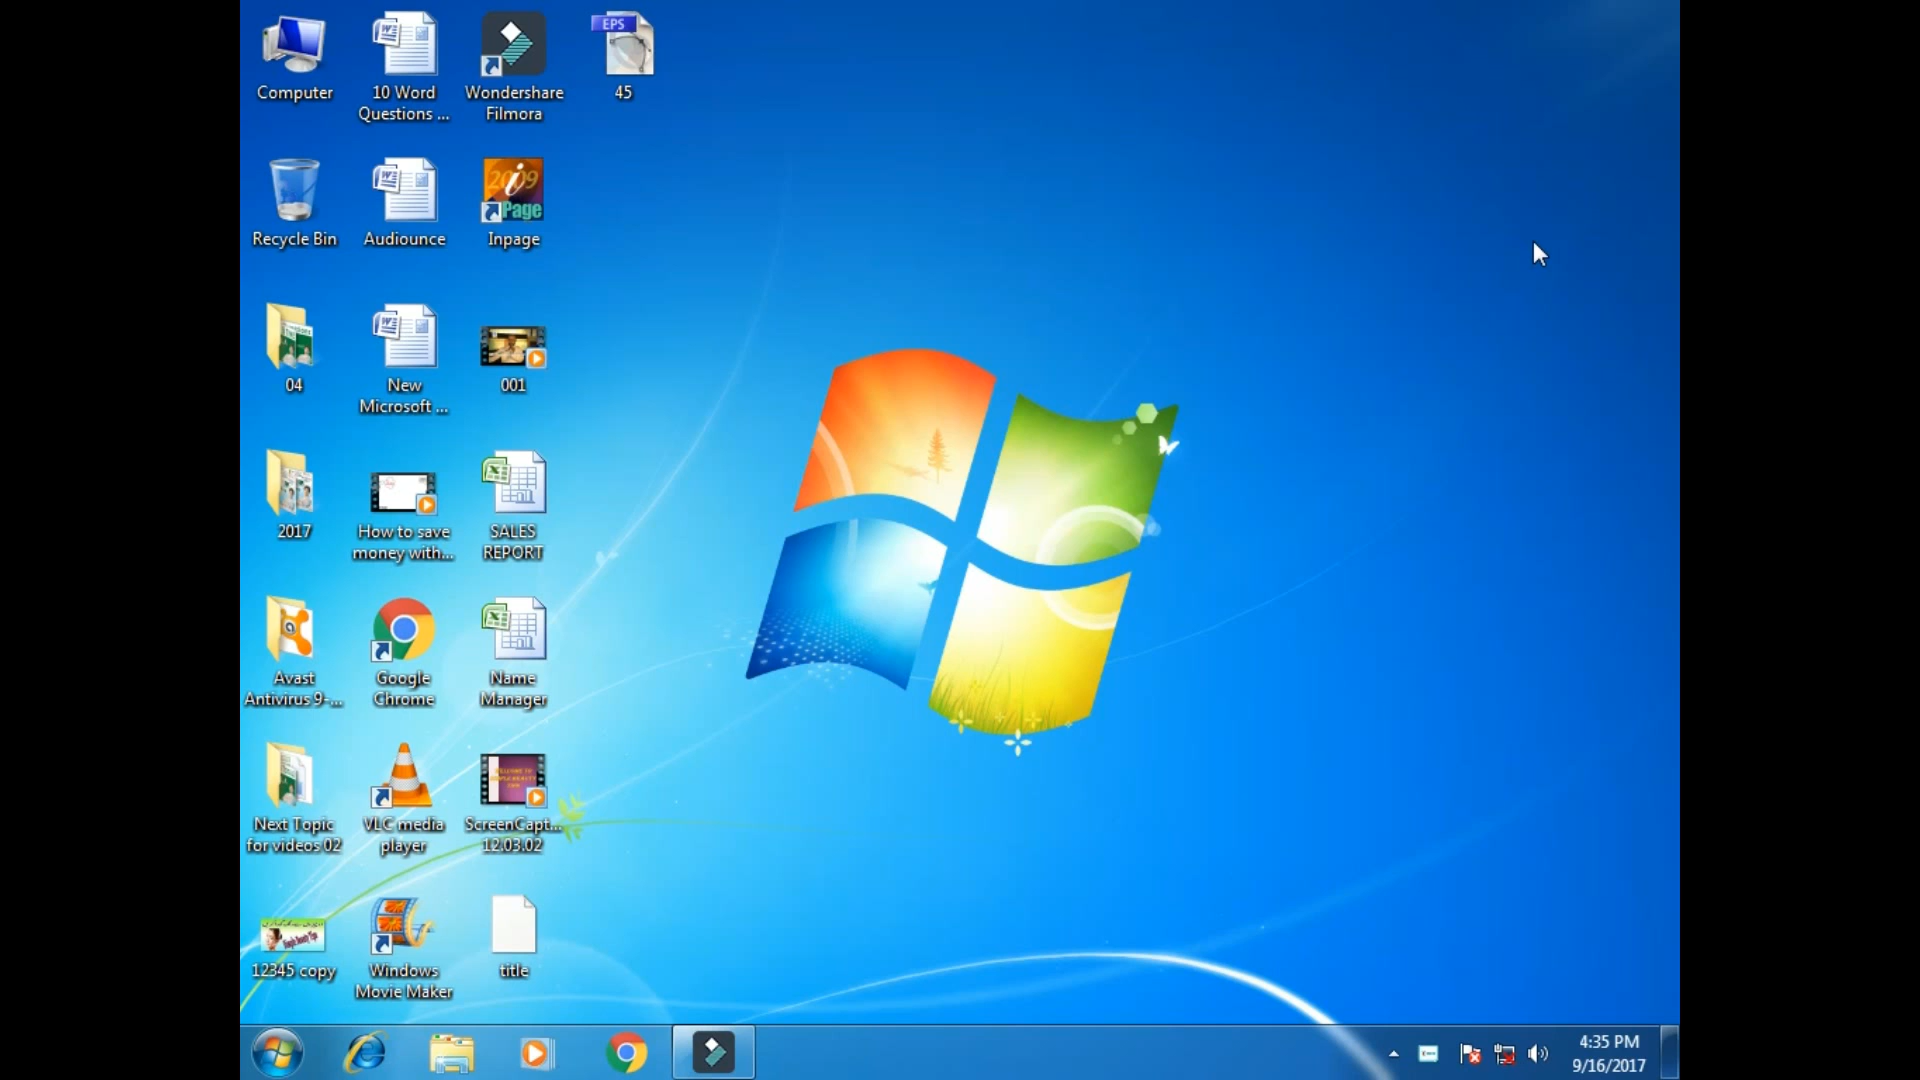 Computer
10 Word
Questions ...
Wondershare
Filmora
EPS
45
Recycle Bin
Audiounce
2009
i
Page
Inpage
04
New
Microsoft ...
001
2017
How to save
money with...
SALES
REPORT
Avast
Antivirus 9-...
Google
Chrome
Name
Manager
Next Topic
for videos 02
VLC media
player
ScreenCapt...
12.03.02
12345 copy
Windows
Movie Maker
title
4:35 PM
9/16/2017